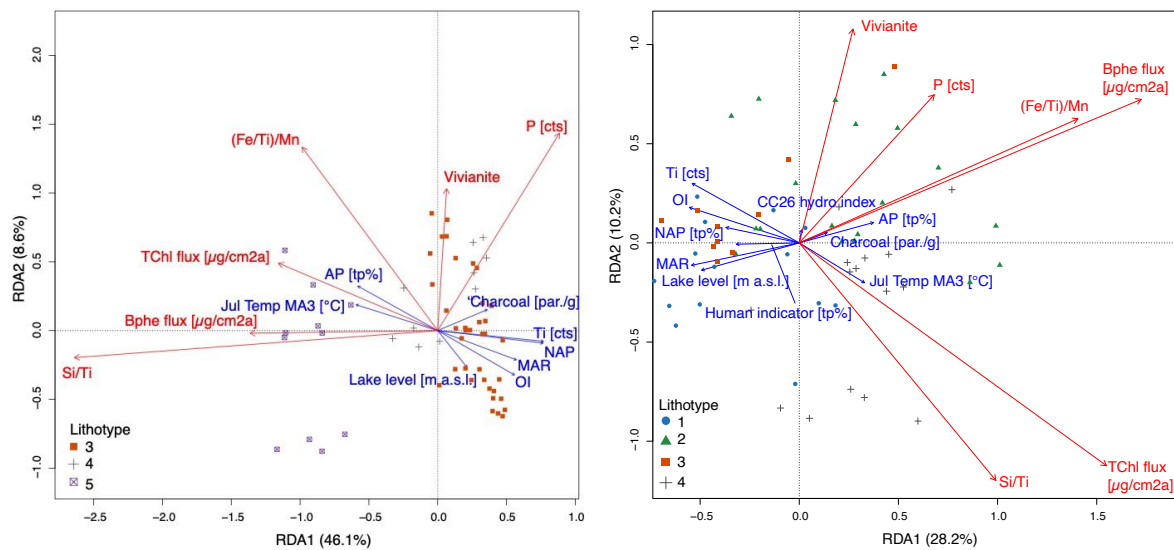 2.0
1.5
1.0
0.5
0.0
−0.5
−1.0
RDA2 (8.6%)
P [cts]
(Fe/Ti)/Mn
Vivianite
TChl flux [µg/cm2a]
AP [tp%]
Jul Temp MA3 [°C]
Charcoal [par./g]
Bphe flux [µg/cm2a]
Ti [cts]
NAP
MAR
Si/Ti
Lake level [m a.s.l.]
OI
Lithotype
3
4
5
−2.5 −2.0 −1.5 −1.0 −0.5 0.0 0.5 1.0
RDA1 (46.1%)
1.0
0.5
0.0
−0.5
−1.0
RDA2 (10.2%)
Vivianite
Bphe flux
[µg/cm2a]
P [cts]
(Fe/Ti)/Mn
Ti [cts]
OI
CC26 hydro.index
AP [tp%]
NAP [tp%]
Charcoal [par./g]
MAR
Lake level [m a.s.l.]
Jul Temp MA3 [°C]
Human indicator [tp%]
Lithotype
1
2
3
4
Si/Ti
TChl flux
[µg/cm2a]
−0.5 0.0 0.5 1.0 1.5
RDA1 (28.2%)